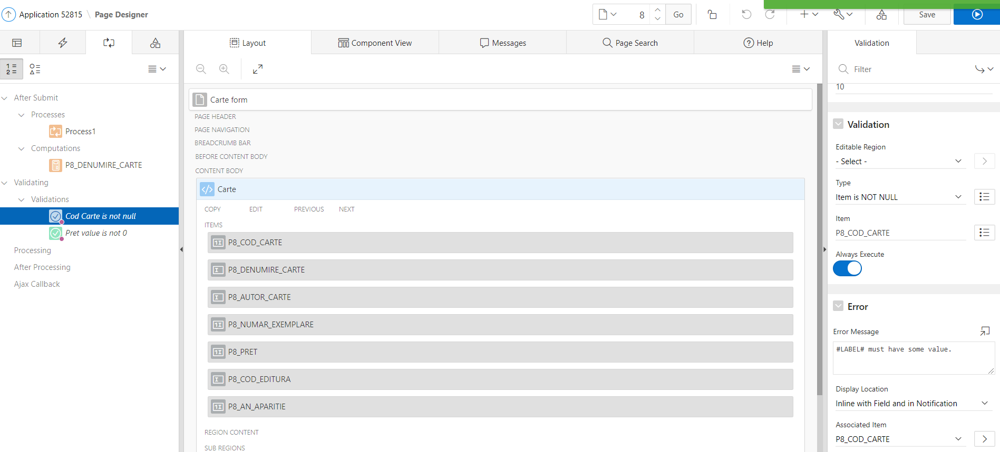 Application 52815 \ Page Designer
8 Go Save
Layout Component View Messages Page Search Help Validation
1 2
Filter
10
After Submit
Processes
Process1
Computations
P8_DENUMIRE_CARTE
Validating
Validations
Cod Carte is not null
Pret value is not 0
Processing
After Processing
Ajax Callback
Carte form
PAGE HEADER
PAGE NAVIGATION
BREADCRUMB BAR
BEFORE CONTENT BODY
CONTENT BODY
Carte
COPY EDIT PREVIOUS NEXT
ITEMS
P8_COD_CARTE
P8_DENUMIRE_CARTE
P8_AUTOR_CARTE
P8_NUMAR_EXEMPLARE
P8_PRET
P8_COD_EDITURA
P8_AN_APARITIE
REGION CONTENT
SUB REGIONS
Validation
Editable Region
- Select -
Type
Item is NOT NULL
Item
P8_COD_CARTE
Always Execute
Error
Error Message
#LABEL# must have some value.
Display Location
Inline with Field and in Notification
Associated Item
P8_COD_CARTE